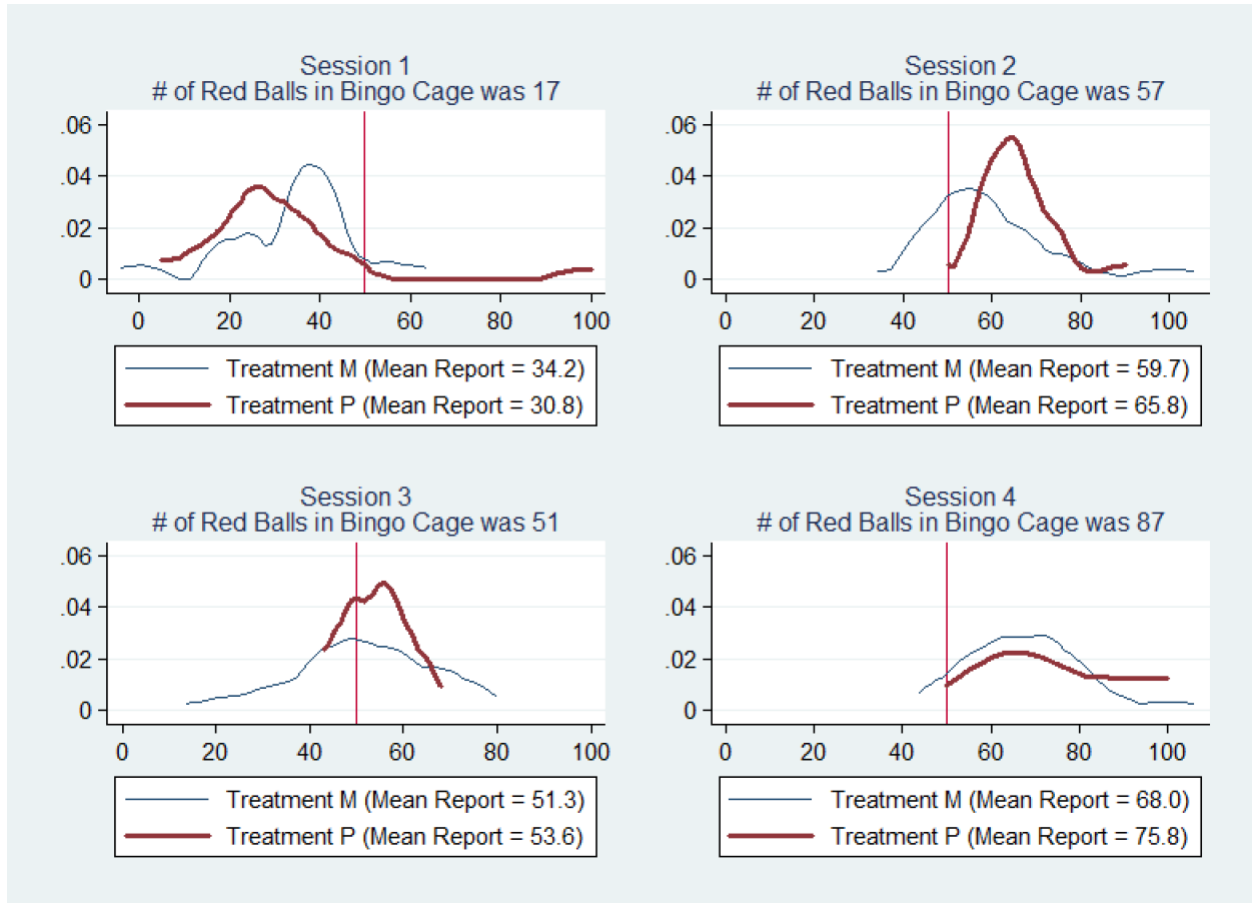 Session 1
# of Red Balls in Bingo Cage was 17
.06
.04
.02
0
0 20 40 60 80 100
Treatment M (Mean Report = 34.2)
Treatment P (Mean Report = 30.8)
Session 2
# of Red Balls in Bingo Cage was 57
.06
.04
.02
0
0 20 40 60 80 100
Treatment M (Mean Report = 59.7)
Treatment P (Mean Report = 65.8)
Session 3
# of Red Balls in Bingo Cage was 51
.06
.04
.02
0
0 20 40 60 80 100
Treatment M (Mean Report = 51.3)
Treatment P (Mean Report = 53.6)
Session 4
# of Red Balls in Bingo Cage was 87
.06
.04
.02
0
0 20 40 60 80 100
Treatment M (Mean Report = 68.0)
Treatment P (Mean Report = 75.8)